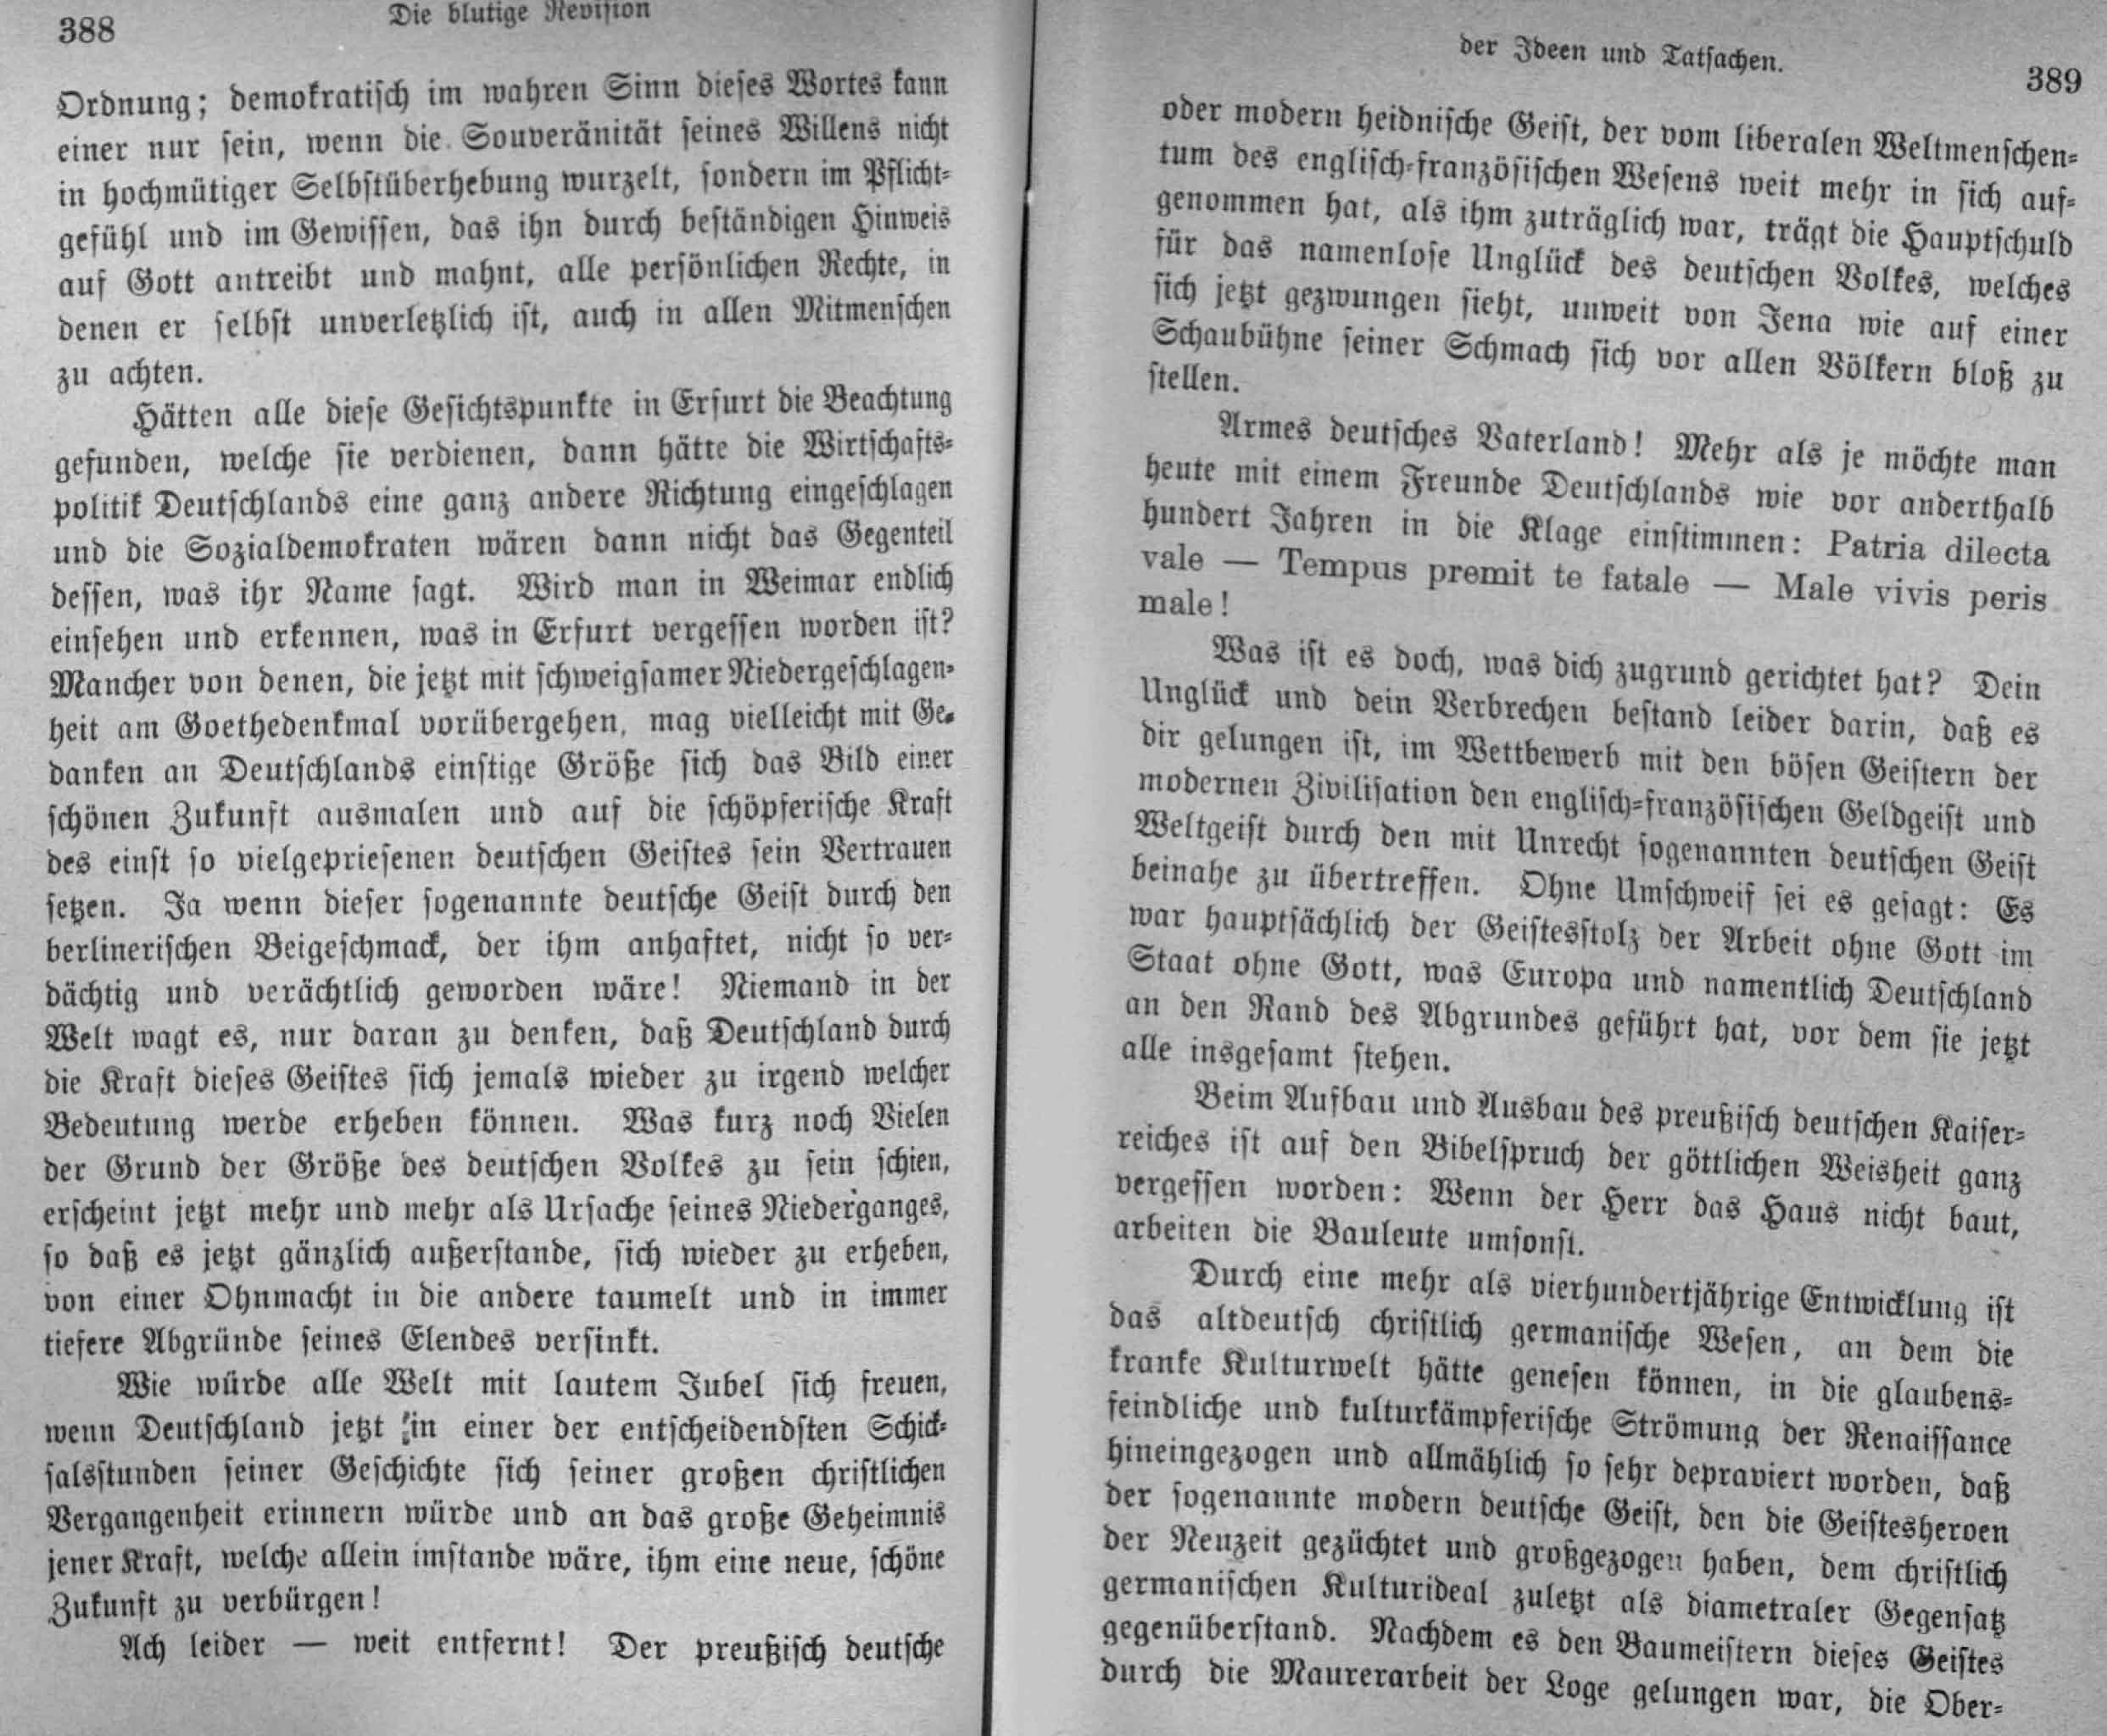 388
Die blutige Revision
Ordnung; demokratisch im wahren Sinn dieses Wortes kann
einer nur sein, wenn die Souveränität seines Willens nicht
in hochmütiger Selbstüberhebung wurzelt, sondern im Pflicht-
gefühl und im Gewissen, das ihn durch beständigen Hinweis
auf Gott antreibt und mahnt, alle persönlichen Rechte, in
denen er selbst unverletzlich ist, auch in allen Mitmenschen
zu achten.
Hätten alle diese Gesichtspunkte in Erfurt die Beachtung
gefunden, welche sie verdienen, dann hätte die Wirtschafts-
politik Deutschlands eine ganz andere Richtung eingeschlagen
und die Sozialdemokraten wären dann nicht das Gegenteil
dessen, was ihr Name sagt. Wird man in Weimar endlich
einsehen und erkennen, was in Erfurt vergessen worden ist?
Mancher von denen, die jetzt mit schweigsamer Niedergeschlagen-
heit am Goethedenkmal vorübergehen, mag vielleicht mit Ge-
danken an Deutschlands einstige Größe sich das Bild einer
schönen Zukunft ausmalen und auf die schöpferische Kraft
des einst so vielgepriesenen deutschen Geistes sein Vertrauen
setzen. Ja wenn dieser sogenannte deutsche Geist durch den
berlinerischen Beigeschmack, der ihm anhaftet, nicht so ver-
dächtig und verächtlich geworden wäre! Niemand in der
Welt wagt es, nur daran zu denken, daß Deutschland durch
die Kraft dieses Geistes sich jemals wieder zu irgend welcher
Bedeutung werde erheben können. Was kurz noch Vielen
der Grund der Größe des deutschen Volkes zu sein schien,
erscheint jetzt mehr und mehr als Ursache seines Niederganges,
so daß es jetzt gänzlich außerstande, sich wieder zu erheben,
von einer Ohnmacht in die andere taumelt und in immer
tiefere Abgründe seines Elendes versinkt.
Wie würde alle Welt mit lautem Jubel sich freuen,
wenn Deutschland jetzt in einer der entscheidendsten Schick-
salsstunden seiner Geschichte sich seiner großen christlichen
Vergangenheit erinnern würde und an das große Geheimnis
jener Kraft, welche allein imstande wäre, ihm eine neue, schöne
Zukunft zu verbürgen!
Ach leider — weit entfernt! Der preußisch deutsche
der Ideen und Tatsachen.
389
oder modern heidnische Geist, der vom liberalen Weltmenschen-
tum des englisch-französischen Wesens weit mehr in sich auf-
genommen hat, als ihm zuträglich war, trägt die Hauptschuld
für das namenlose Unglück des deutschen Volkes, welches
sich jetzt gezwungen sieht, unweit von Jena wie auf einer
Schaubühne seiner Schmach sich vor allen Völkern bloß zu
stellen.
Armes deutsches Vaterland! Mehr als je möchte man
heute mit einem Freunde Deutschlands wie vor anderthalb
hundert Jahren in die Klage einstimmen: Patria dilecta
vale — Tempus premit te fatale — Male vivis peris
male!
Was ist es doch, was dich zugrund gerichtet hat? Dein
Unglück und dein Verbrechen bestand leider darin, daß es
dir gelungen ist, im Wettbewerb mit den bösen Geistern der
modernen Zivilisation den englisch-französischen Geldgeist und
Weltgeist durch den mit Unrecht sogenannten deutschen Geist
beinahe zu übertreffen. Ohne Umschweif sei es gesagt: Es
war hauptsächlich der Geistesstolz der Arbeit ohne Gott im
Staat ohne Gott, was Europa und namentlich Deutschland
an den Rand des Abgrundes geführt hat, vor dem sie jetzt
alle insgesamt stehen.
Beim Aufbau und Ausbau des preußisch deutschen Kaiser-
reiches ist auf den Bibelspruch der göttlichen Weisheit ganz
vergessen worden: Wenn der Herr das Haus nicht baut,
arbeiten die Bauleute umsonst.
Durch eine mehr als vierhundertjährige Entwicklung ist
das altdeutsch christlich germanische Wesen, an dem die
kranke Kulturwelt hätte genesen können, in die glaubens-
feindliche und kulturkämpferische Strömung der Renaissance
hineingezogen und allmählich so sehr depraviert worden, daß
der sogenannte modern deutsche Geist, den die Geistesheroen
der Neuzeit gezüchtet und großgezogen haben, dem christlich
germanischen Kulturideal zuletzt als diametraler Gegensatz
gegenüberstand. Nachdem es den Baumeistern dieses Geistes
durch die Maurerarbeit der Loge gelungen war, die Ober-